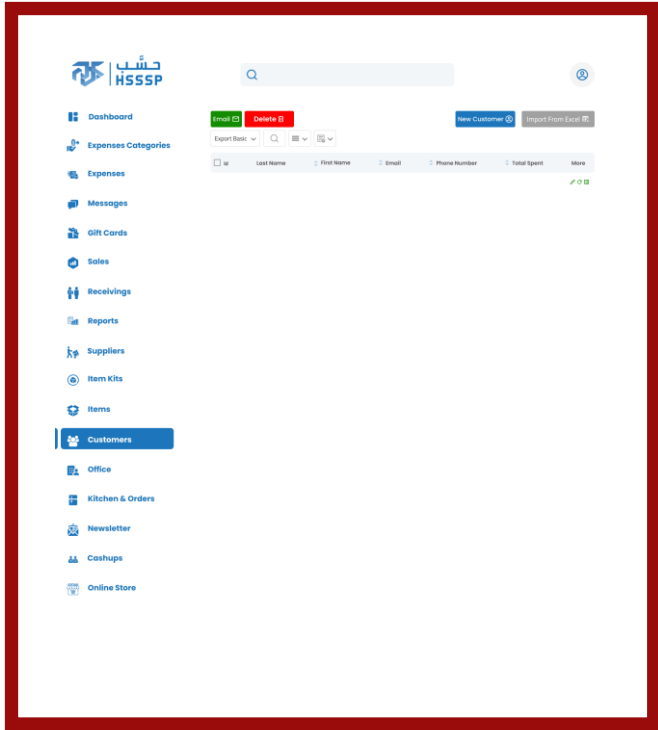 حسّب
HSSSP
Dashboard
Expenses Categories
Expenses
Messages
Gift Cards
Sales
Receivings
Reports
Suppliers
Item Kits
Items
Customers
Office
Kitchen & Orders
Newsletter
Cashups
Online Store
Email
Delete
New Customer
Import From Excel
Export Basic
Id Last Name First Name Email Phone Number Total Spent More